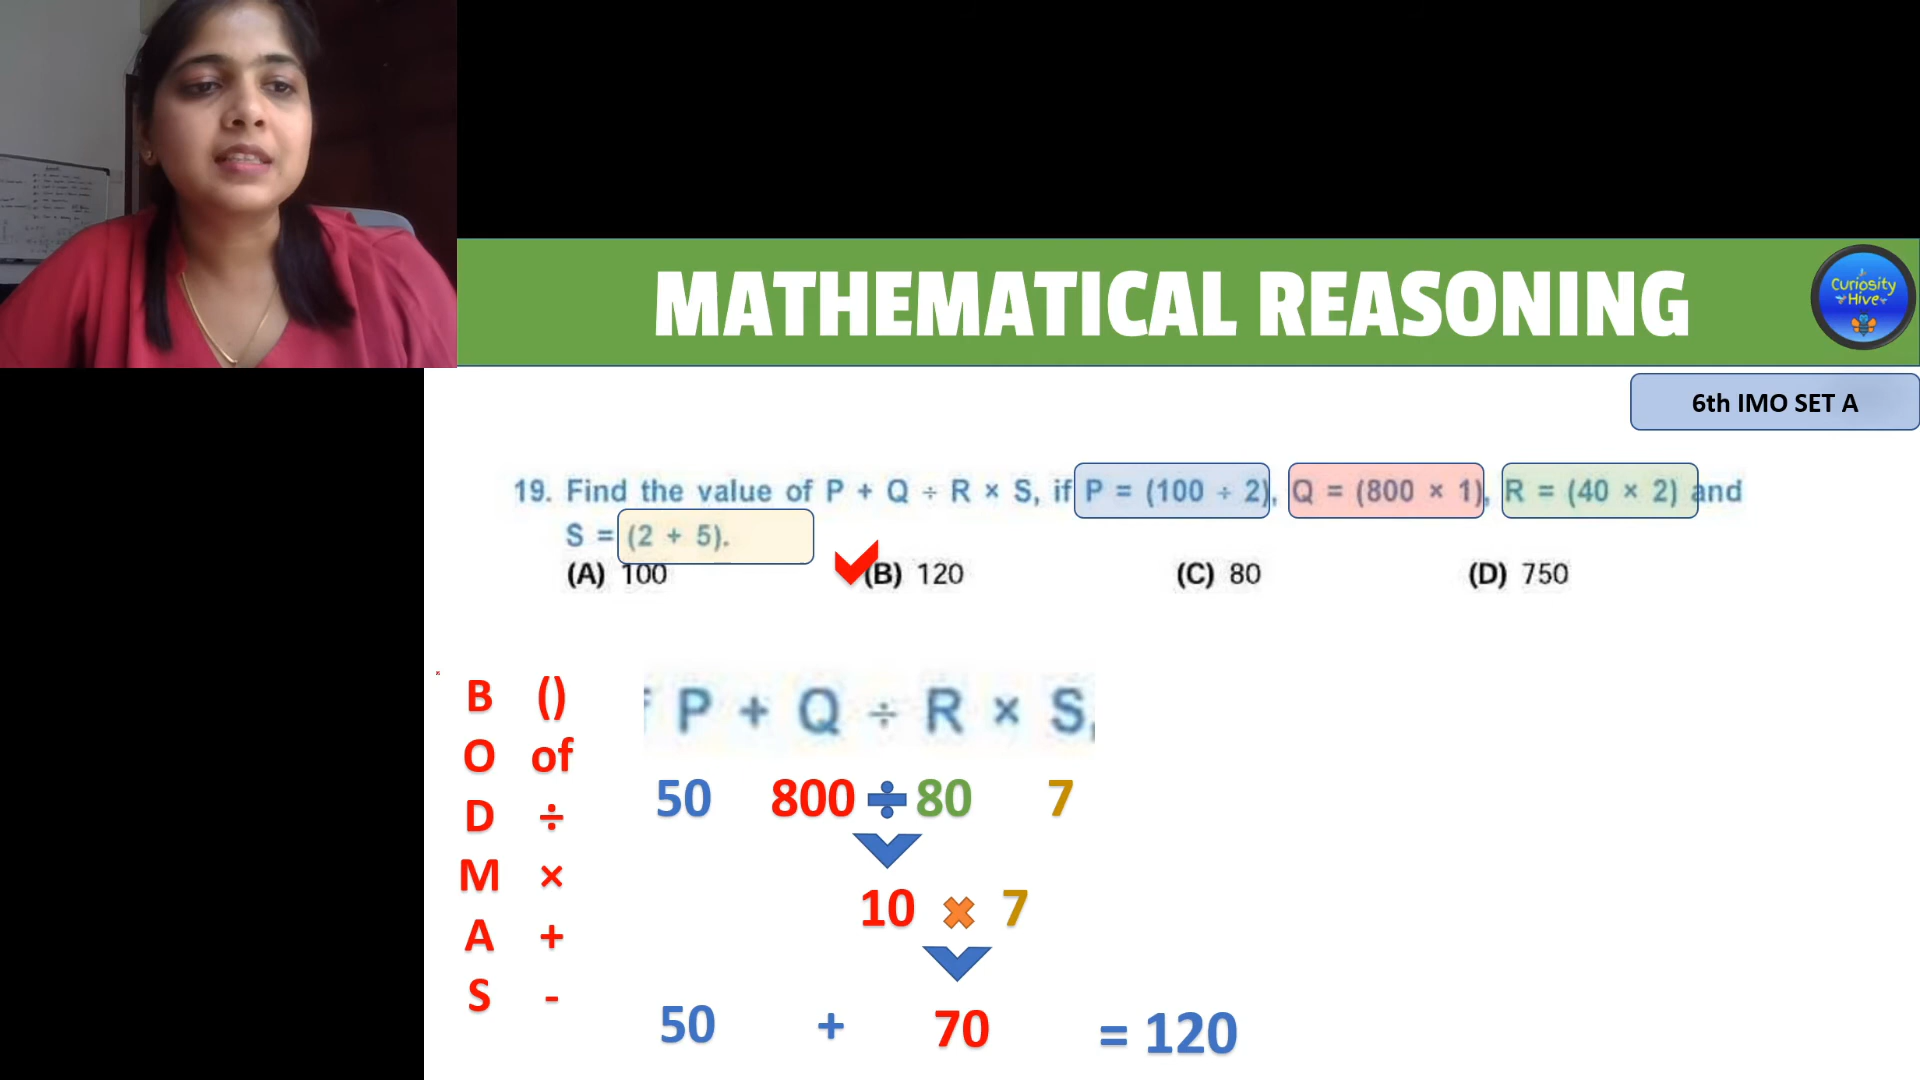 MATHEMATICAL REASONING
Curiosity
Hive
6th IMO SET A
19. Find the value of P + Q ÷ R × S, if P = (100 ÷ 2), Q = (800 × 1), R = (40 × 2) and
S = (2 + 5).
(A) 100 (B) 120 (C) 80 (D) 750
B ()
O of
D ÷
M ×
A +
S -
P + Q ÷ R × S,
50 800 ÷ 80 7
10 × 7
50 + 70 = 120